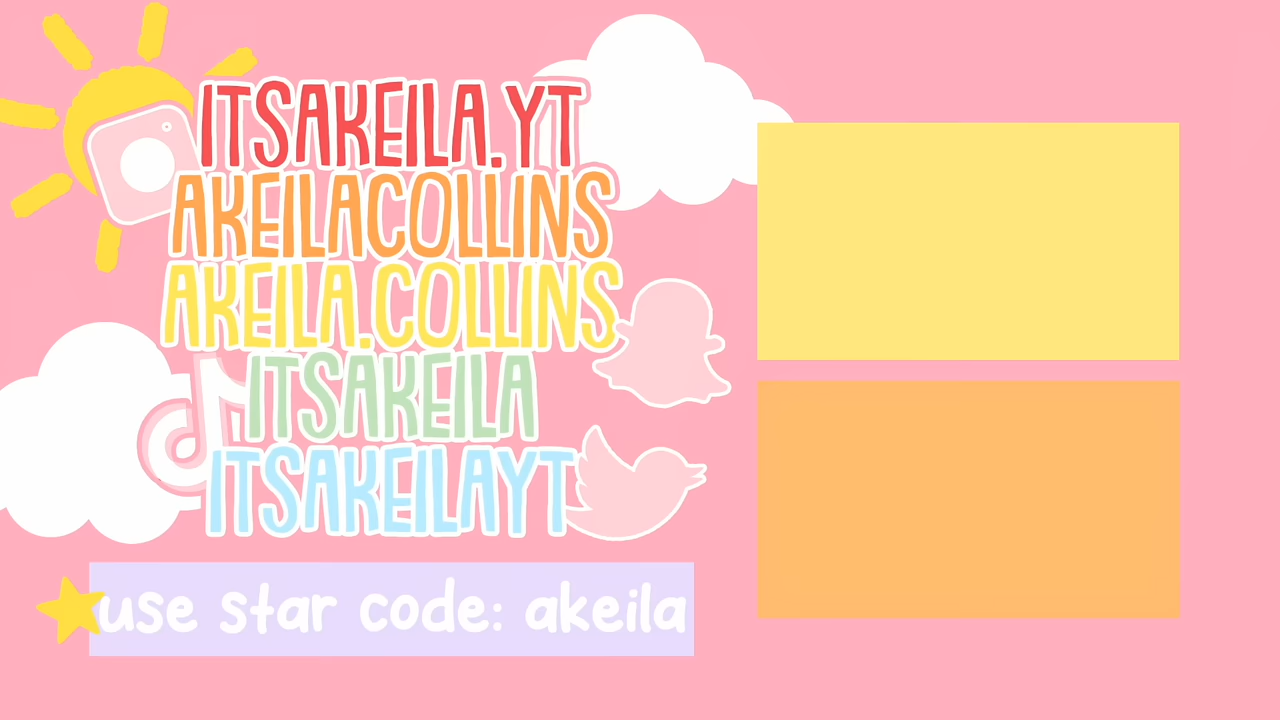 ITSAKEILA.YT
AKEILACOLLINS
AKEILA.COLLINS
ITSAKEILA
ITSAKEILAYT
use star code: akeila